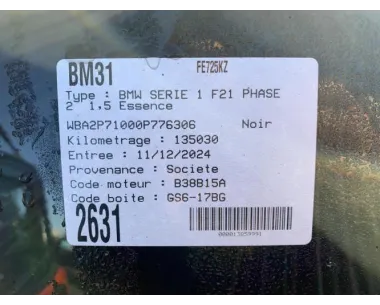 BM31 FE725KZ
Type : BMW SERIE 1 F21 PHASE
2 1.5 Essence
WBA2P71000P776306 Noir
Kilometrage : 135030
Entree : 11/12/2024
Provenance : Societe
Code moteur : B38B15A
Code boite : GS6-17BG
2631